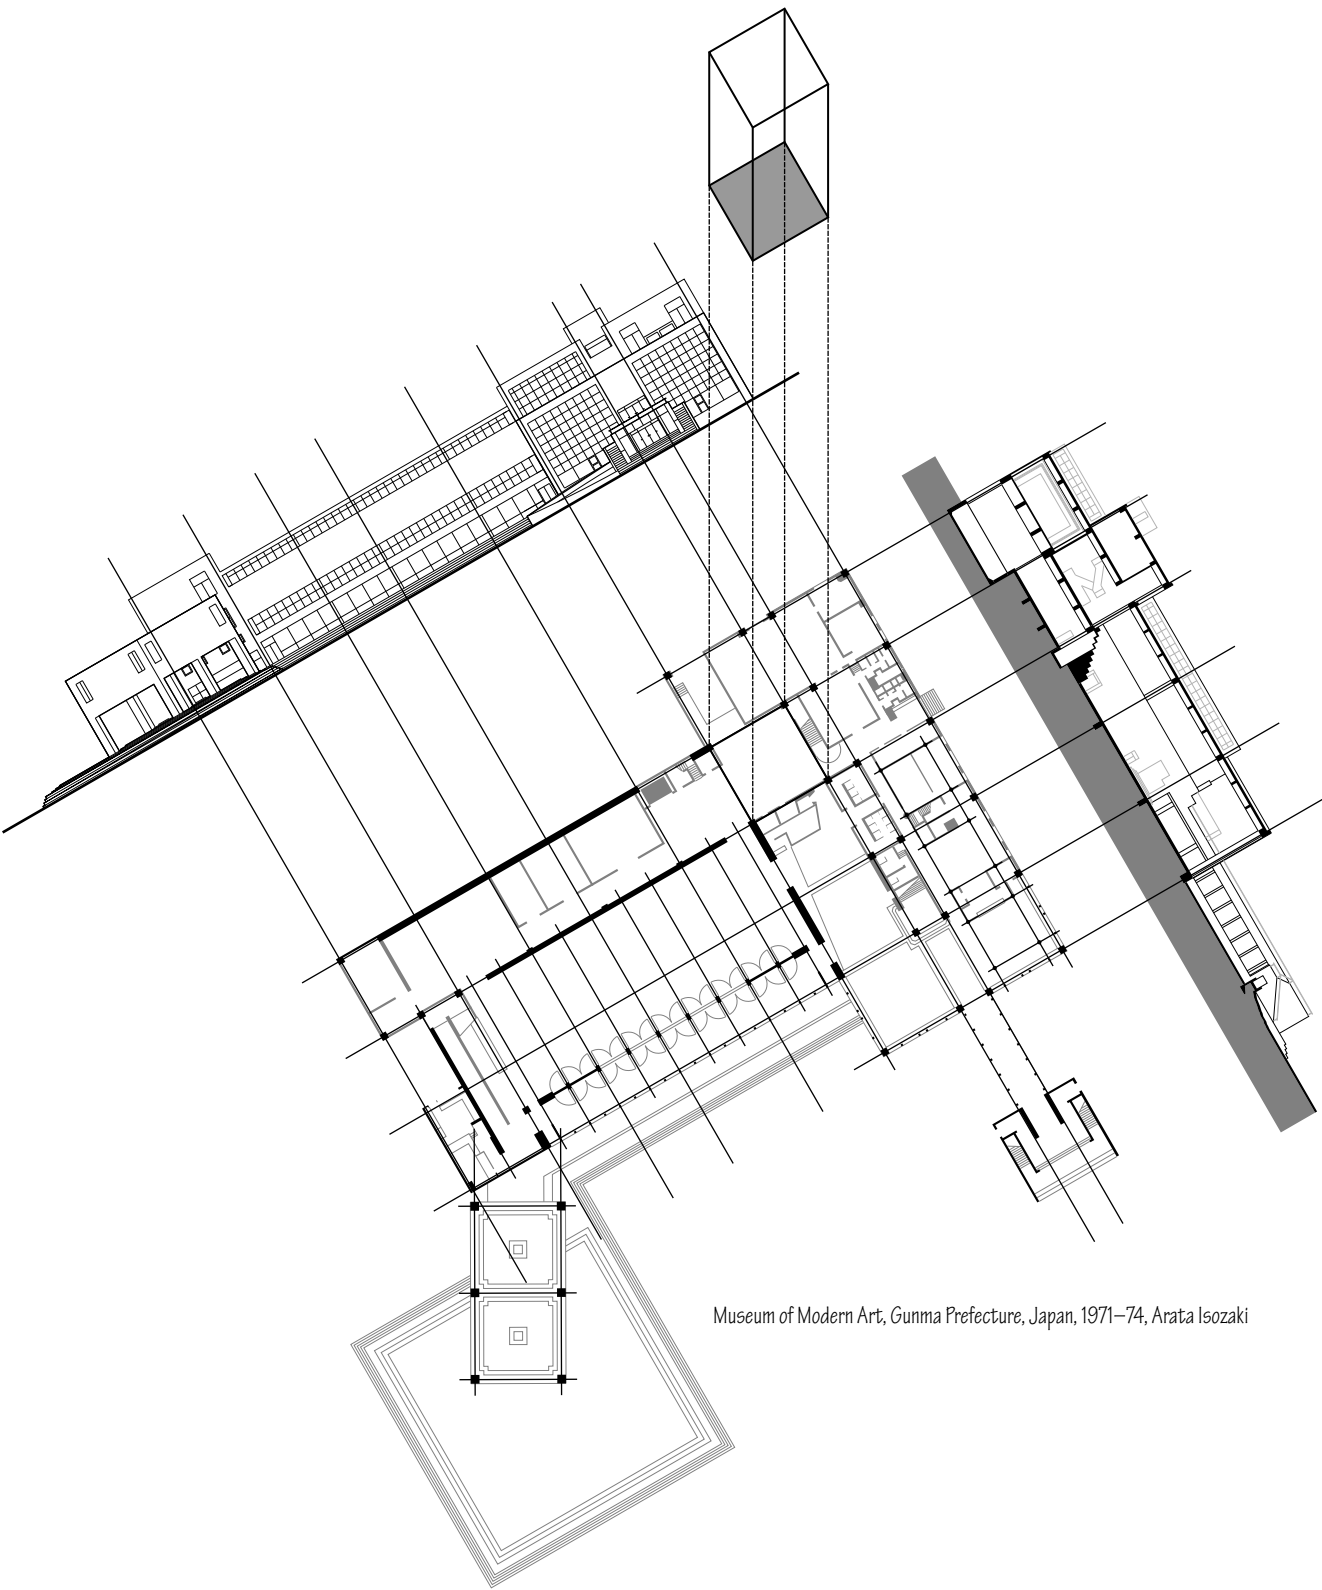 Museum of Modern Art, Gunma Prefecture, Japan, 1971–74, Arata Isozaki